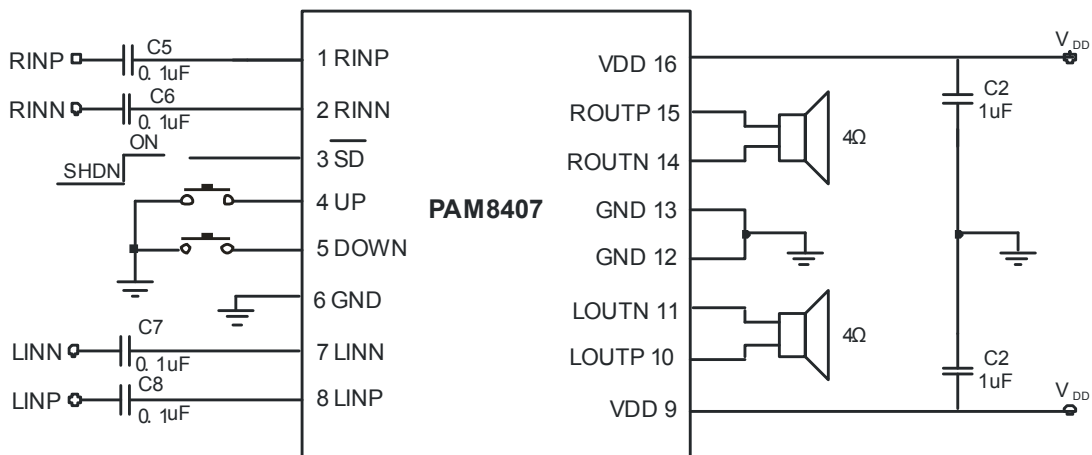 RINP
C5
0.1uF
1 RINP
RINN
C6
0.1uF
2 RINN
SHDN
ON
3 SD
4 UP
5 DOWN
6 GND
LINN
C7
0.1uF
7 LINN
LINP
C8
0.1uF
8 LINP
PAM8407
VDD 16
ROUTP 15
ROUTN 14
GND 13
GND 12
LOUTN 11
LOUTP 10
VDD 9
4Ω
4Ω
VDD
C2
1uF
C2
1uF
VDD